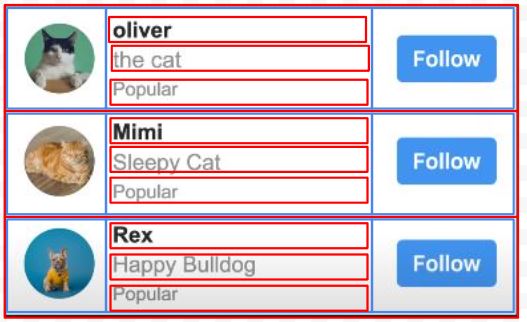 oliver
the cat
Popular
Follow
Mimi
Sleepy Cat
Popular
Follow
Rex
Happy Bulldog
Popular
Follow